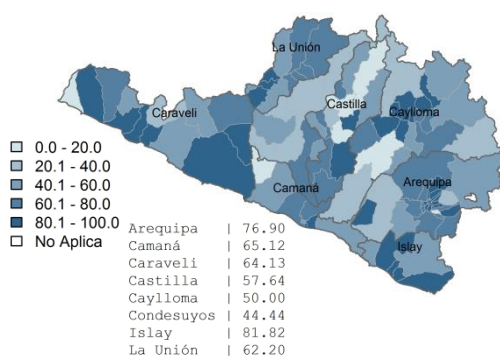 La Unión
Castilla
Caylloma
Caraveli
Camaná
Arequipa
Islay
0.0 - 20.0
20.1 - 40.0
40.1 - 60.0
60.1 - 80.0
80.1 - 100.0
No Aplica
Arequipa | 76.90
Camaná | 65.12
Caraveli | 64.13
Castilla | 57.64
Caylloma | 50.00
Condesuyos | 44.44
Islay | 81.82
La Unión | 62.20